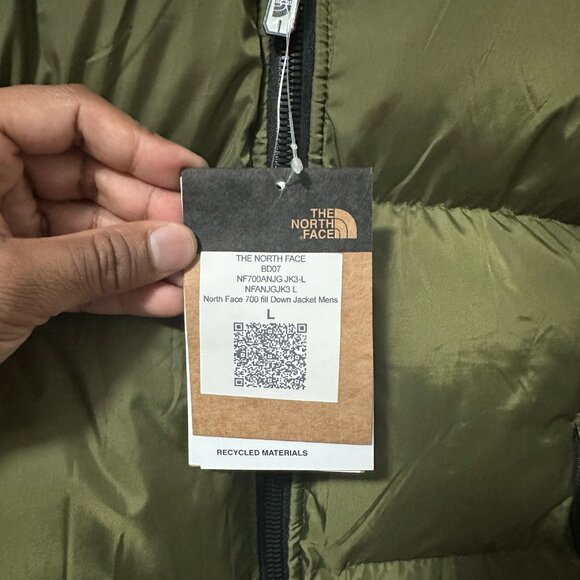 THE
NORTH
FACE
THE NORTH FACE
BD07
NF700ANJG JK3-L
NFANJGJK3 L
North Face 700 fill Down Jacket Mens
L
RECYCLED MATERIALS